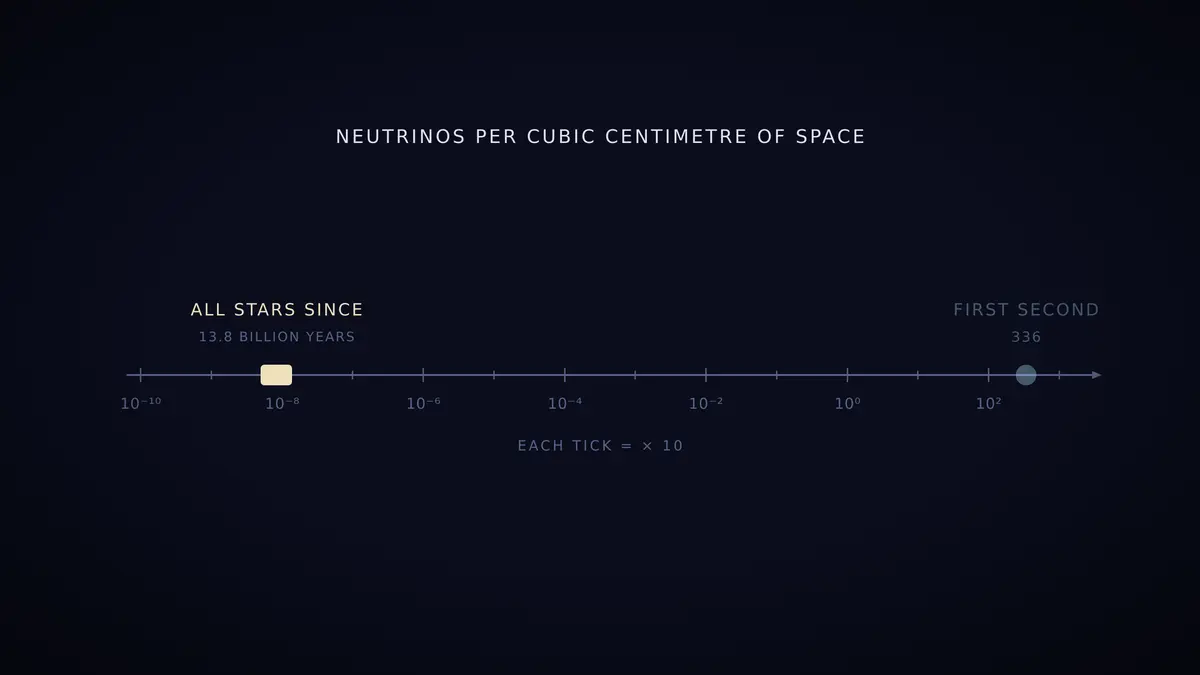 NEUTRINOS PER CUBIC CENTIMETRE OF SPACE
ALL STARS SINCE
13.8 BILLION YEARS
FIRST SECOND
336
10⁻¹⁰ 10⁻⁸ 10⁻⁶ 10⁻⁴ 10⁻² 10⁰ 10²
EACH TICK = × 10